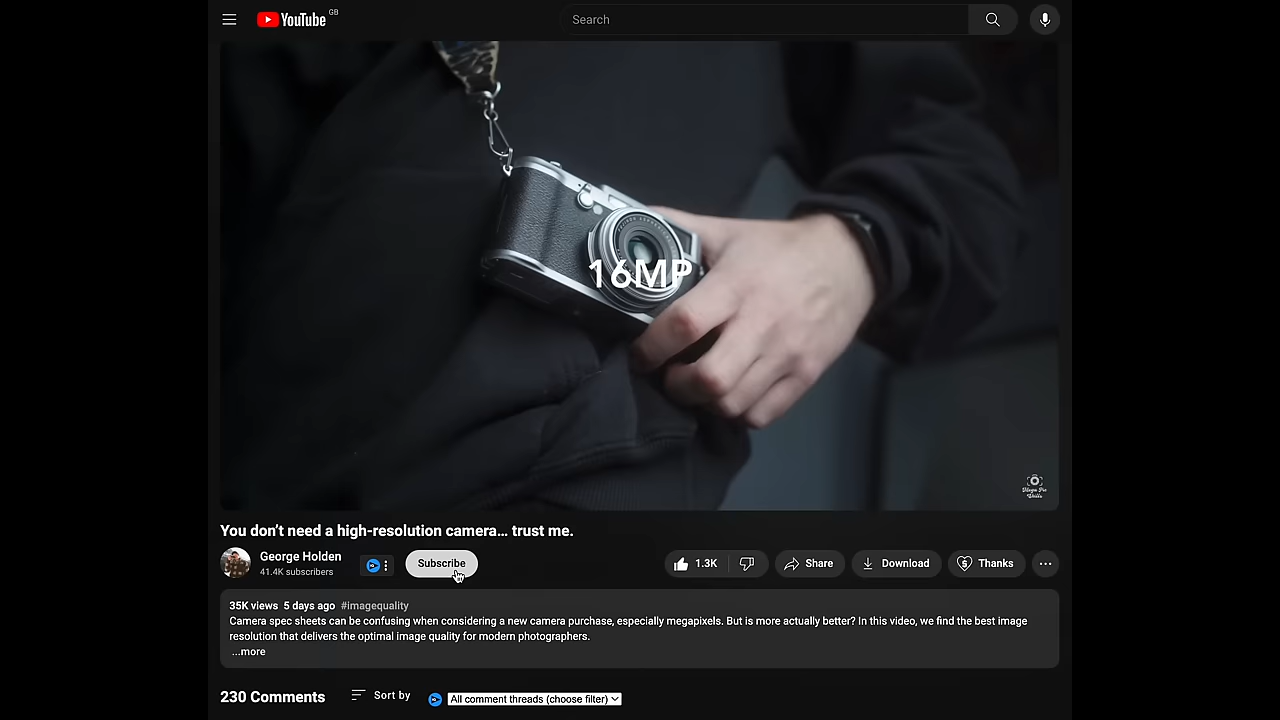 YouTube GB
Search
16MP
You don’t need a high-resolution camera… trust me.
George Holden
41.4K subscribers
Subscribe
1.3K
Share
Download
Thanks
35K views 5 days ago #imagequality
Camera spec sheets can be confusing when considering a new camera purchase, especially megapixels. But is more actually better? In this video, we find the best image
resolution that delivers the optimal image quality for modern photographers.
...more
230 Comments
Sort by
All comment threads (choose filter)